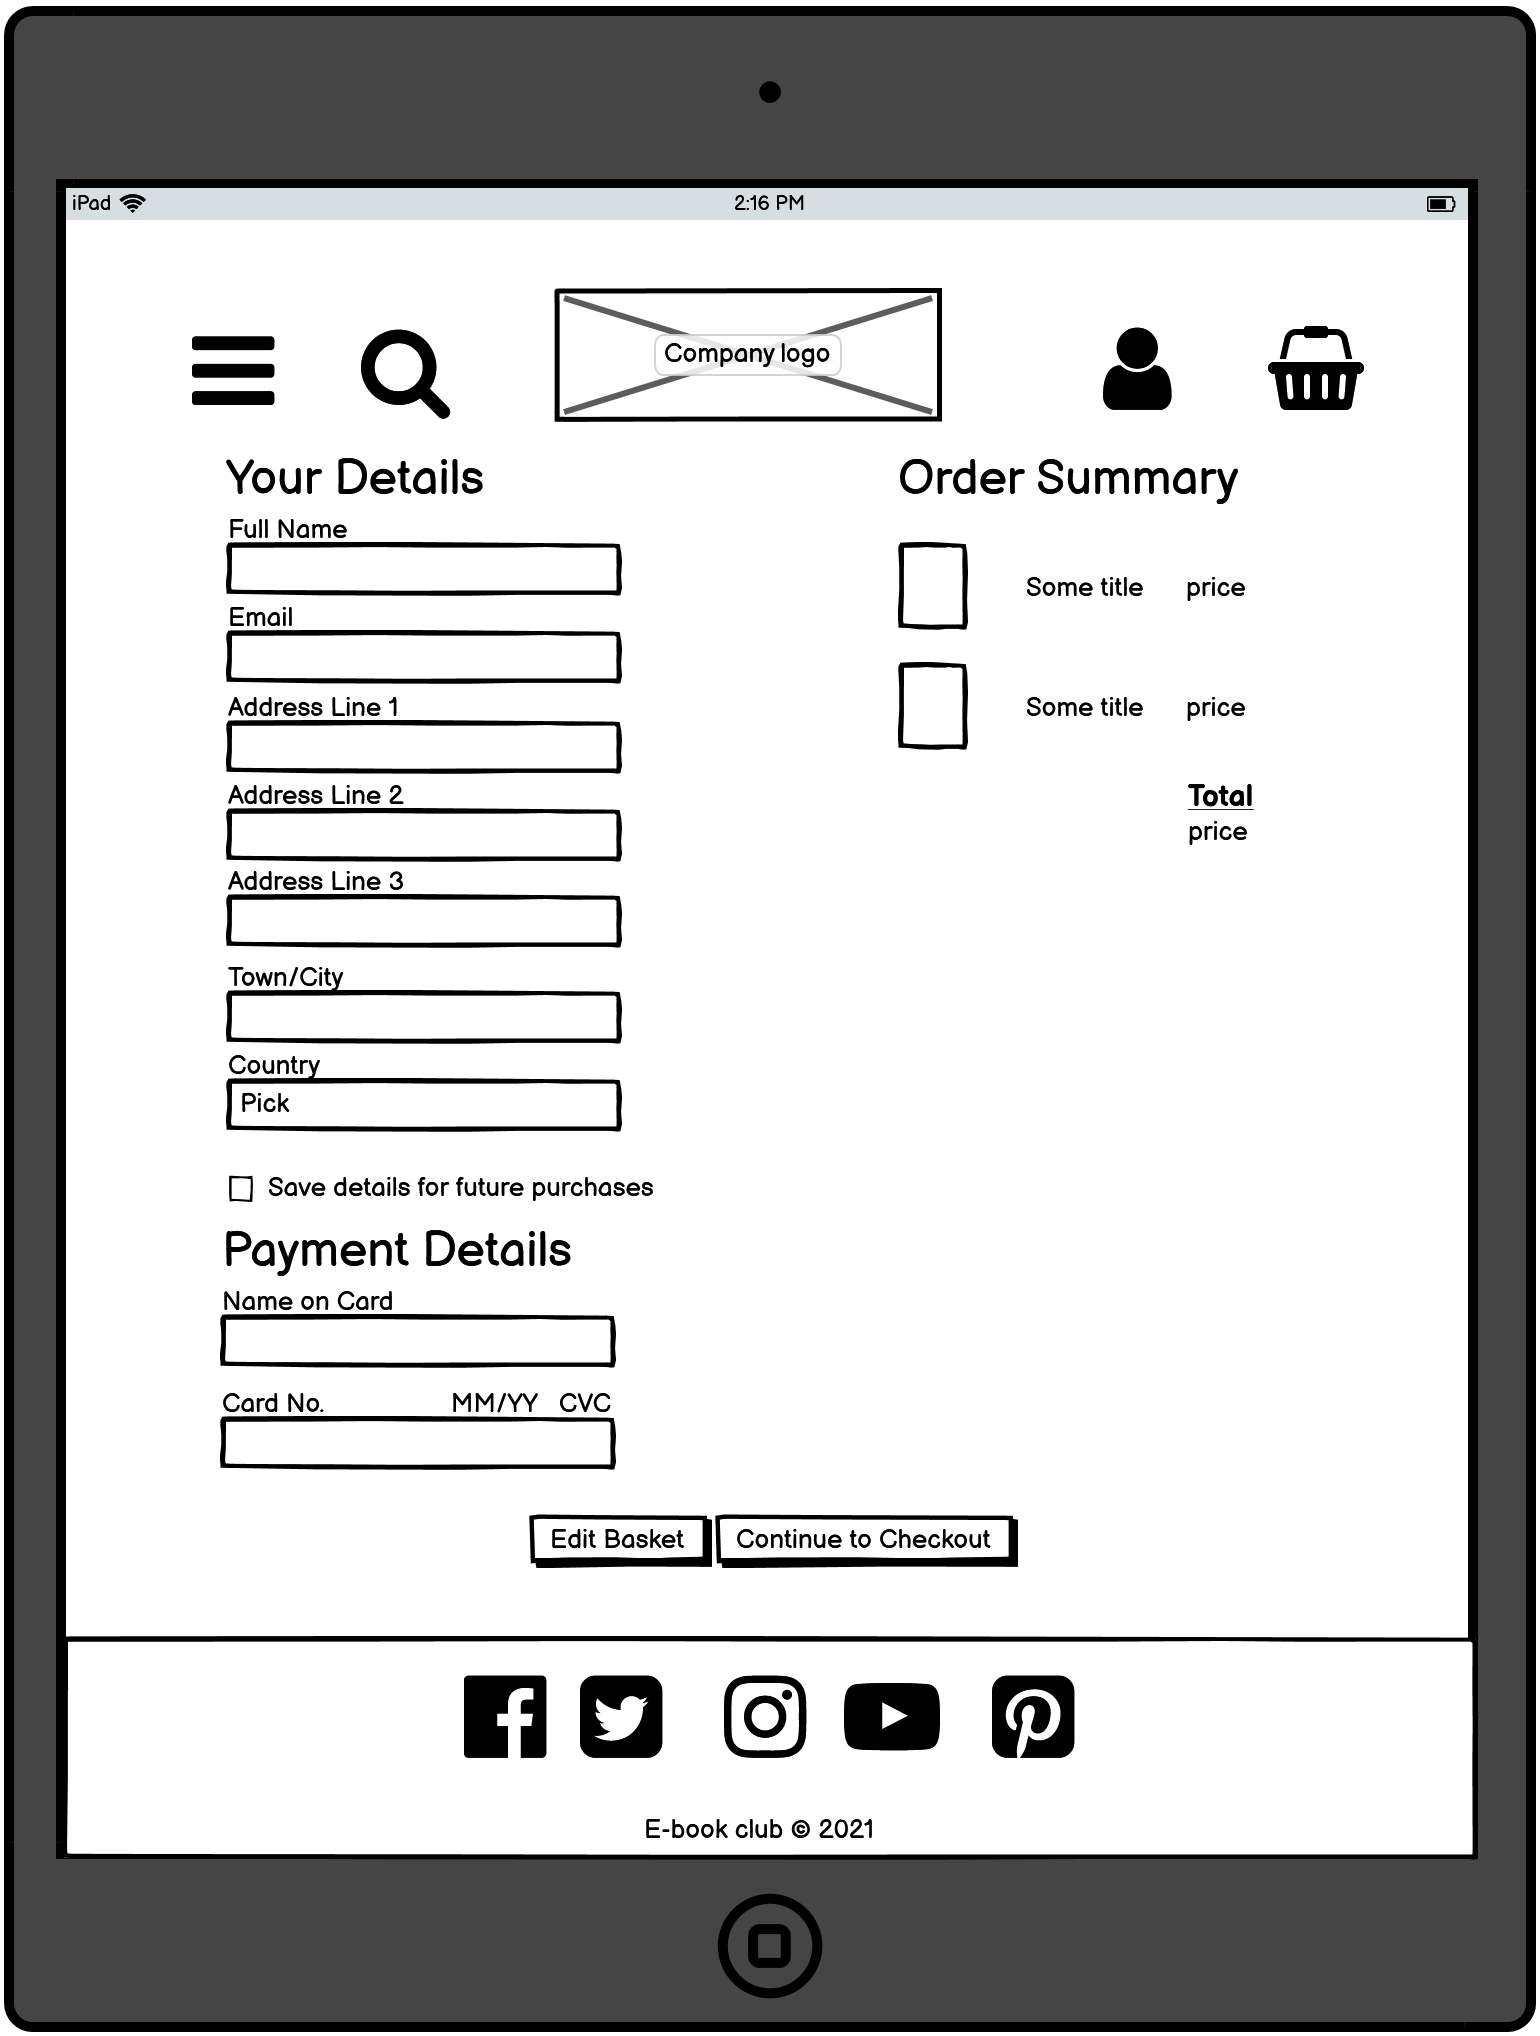 iPad 2:16 PM
Company logo
Your Details
Full Name
Email
Address Line 1
Address Line 2
Address Line 3
Town/City
Country
Pick
Save details for future purchases
Payment Details
Name on Card
Card No. MM/YY CVC
Order Summary
Some title price
Some title price
Total
price
Edit Basket Continue to Checkout
E-book club © 2021